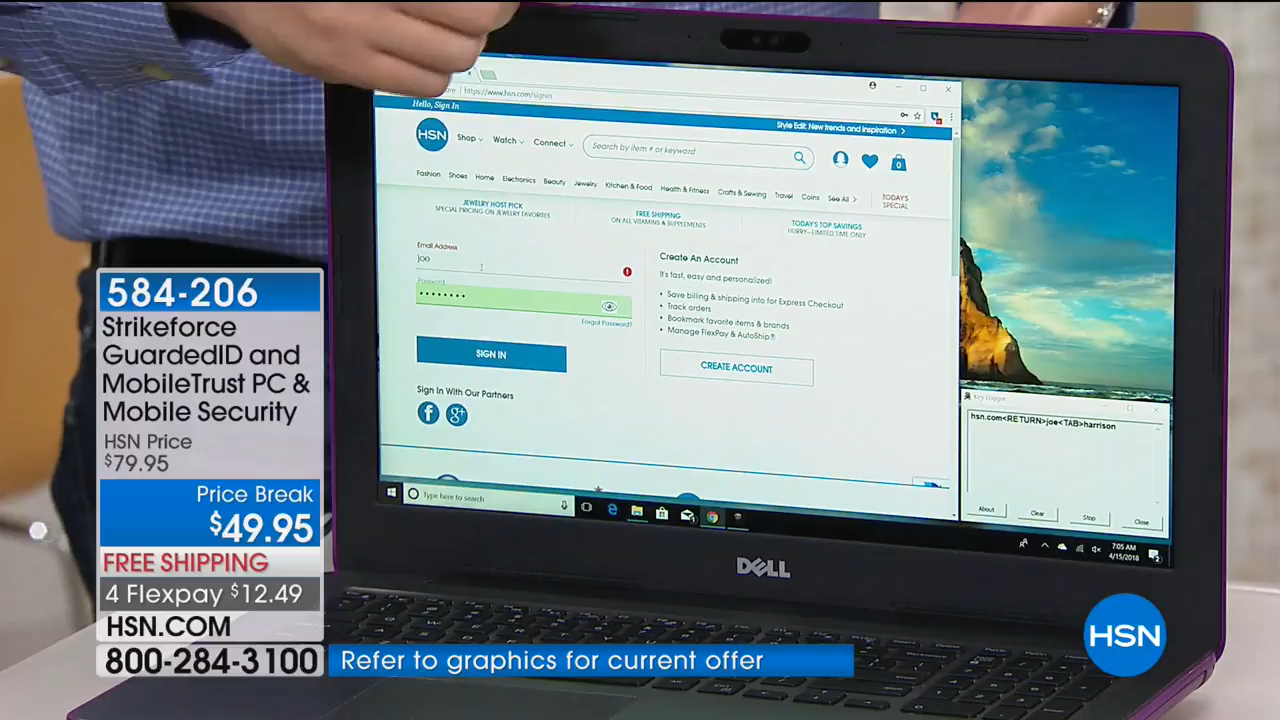 584-206
Strikeforce
GuardedID and
MobileTrust PC &
Mobile Security
HSN Price
$79.95
Price Break
$49.95
FREE SHIPPING
4 Flexpay $12.49
HSN.COM
800-284-3100
Refer to graphics for current offer
HSN
https://www.hsn.com/signin
Hello, Sign In
Style Edit: New trends and inspiration >
HSN
Shop Watch Connect
Search by item # or keyword
0
Fashion Shoes Home Electronics Beauty Jewelry Kitchen & Food Health & Fitness Crafts & Sewing Travel Coins See All >
TODAY'S
SPECIAL
JEWELRY HOST PICK
SPECIAL PRICING ON JEWELRY FAVORITES
FREE SHIPPING
ON ALL VITAMINS & SUPPLEMENTS
TODAY'S TOP SAVINGS
HURRY—LIMITED TIME ONLY
Email Address
joe
Password
••••••••
Forgot Password?
SIGN IN
Sign In With Our Partners
f g+
Create An Account
It's fast, easy and personalized!
• Save billing & shipping info for Express Checkout
• Track orders
• Bookmark favorite items & brands
• Manage FlexPay & AutoShip®
CREATE ACCOUNT
Key logger
hsn.com<RETURN>joe<TAB>harrison
About Clear Stop Close
Type here to search
7:05 AM
4/15/2018
DELL